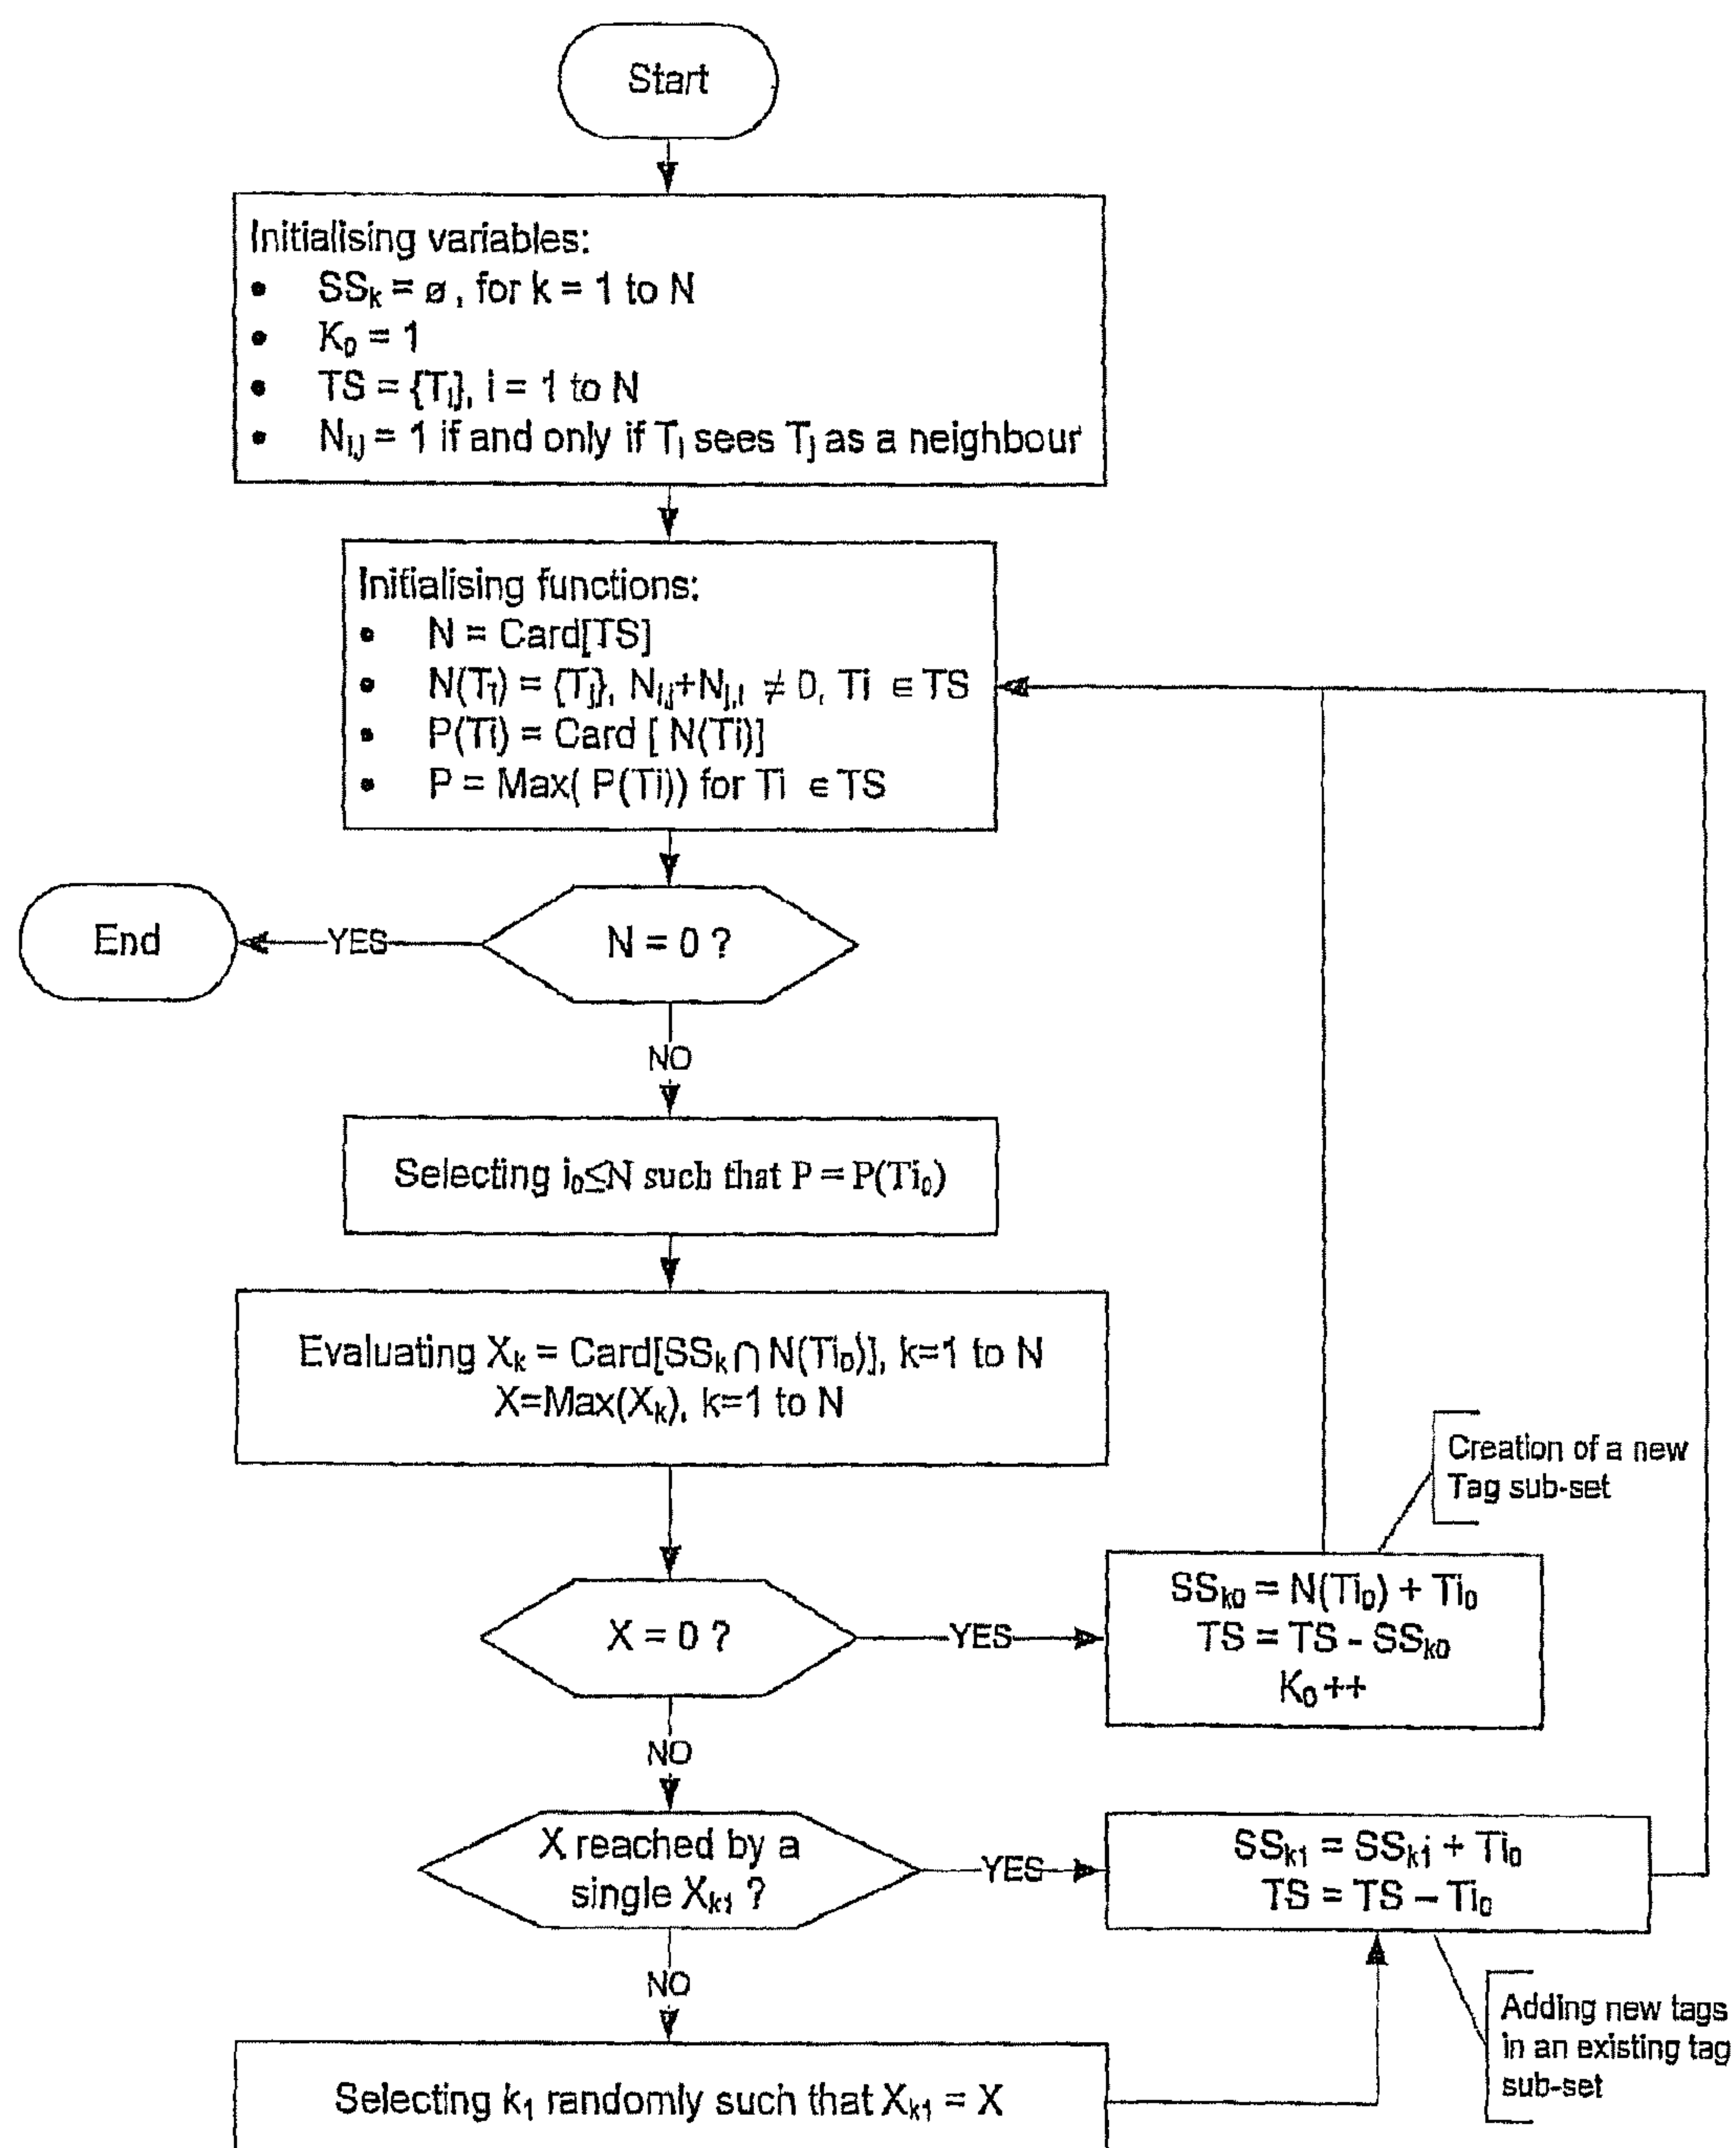 Start
Initialising variables:
• SSk = ø , for k = 1 to N
• K0 = 1
• TS = {Ti}, i = 1 to N
• Ni,j = 1 if and only if Ti sees Tj as a neighbour
Initialising functions:
• N = Card[TS]
• N(Ti) = {Tj}, Ni,j+Nj,i ≠ 0, Ti ∈ TS
• P(Ti) = Card [ N(Ti)]
• P = Max( P(Ti)) for Ti ∈ TS
N = 0 ?
YES
End
NO
Selecting i0≤N such that P = P(Ti0)
Evaluating Xk = Card[SSk∩N(Ti0)], k=1 to N
X=Max(Xk), k=1 to N
Creation of a new
Tag sub-set
X = 0 ?
YES
SSk0 = N(Ti0) + Ti0
TS = TS - SSk0
K0 ++
NO
X reached by a
single Xk1 ?
YES
SSk1 = SSk1 + Ti0
TS = TS – Ti0
NO
Adding new tags
in an existing tag
sub-set
Selecting k1 randomly such that Xk1 = X